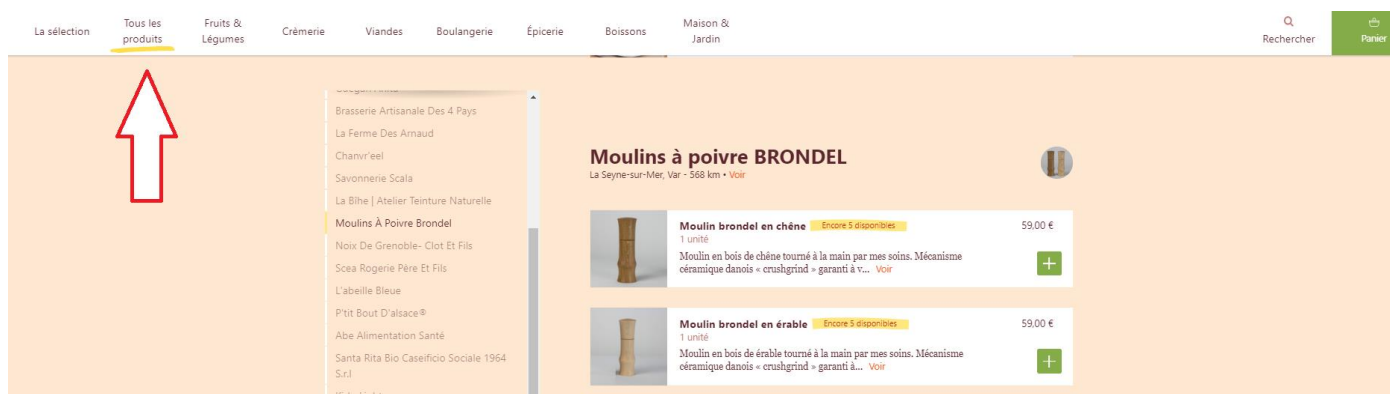 La sélection
Tous les
produits
Fruits &
Légumes
Crèmerie
Viandes
Boulangerie
Épicerie
Boissons
Maison &
Jardin
Rechercher
Panier
Brasserie Artisanale Des 4 Pays
La Ferme Des Arnaud
Chanvr'eel
Savonnerie Scala
La Bihe | Atelier Teinture Naturelle
Moulins À Poivre Brondel
Noix De Grenoble- Clot Et Fils
Scea Rogerie Père Et Fils
L'abeille Bleue
P'tit Bout D'alsace®
Abe Alimentation Santé
Santa Rita Bio Caseificio Sociale 1964
S.r.l
Moulins à poivre BRONDEL
La Seyne-sur-Mer, Var - 568 km • Voir
Moulin brondel en chêne Encore 5 disponibles 59,00 €
1 unité
Moulin en bois de chêne tourné à la main par mes soins. Mécanisme
céramique danois « crushgrind » garanti à v... Voir
Moulin brondel en érable Encore 5 disponibles 59,00 €
1 unité
Moulin en bois de érable tourné à la main par mes soins. Mécanisme
céramique danois « crushgrind » garanti à... Voir